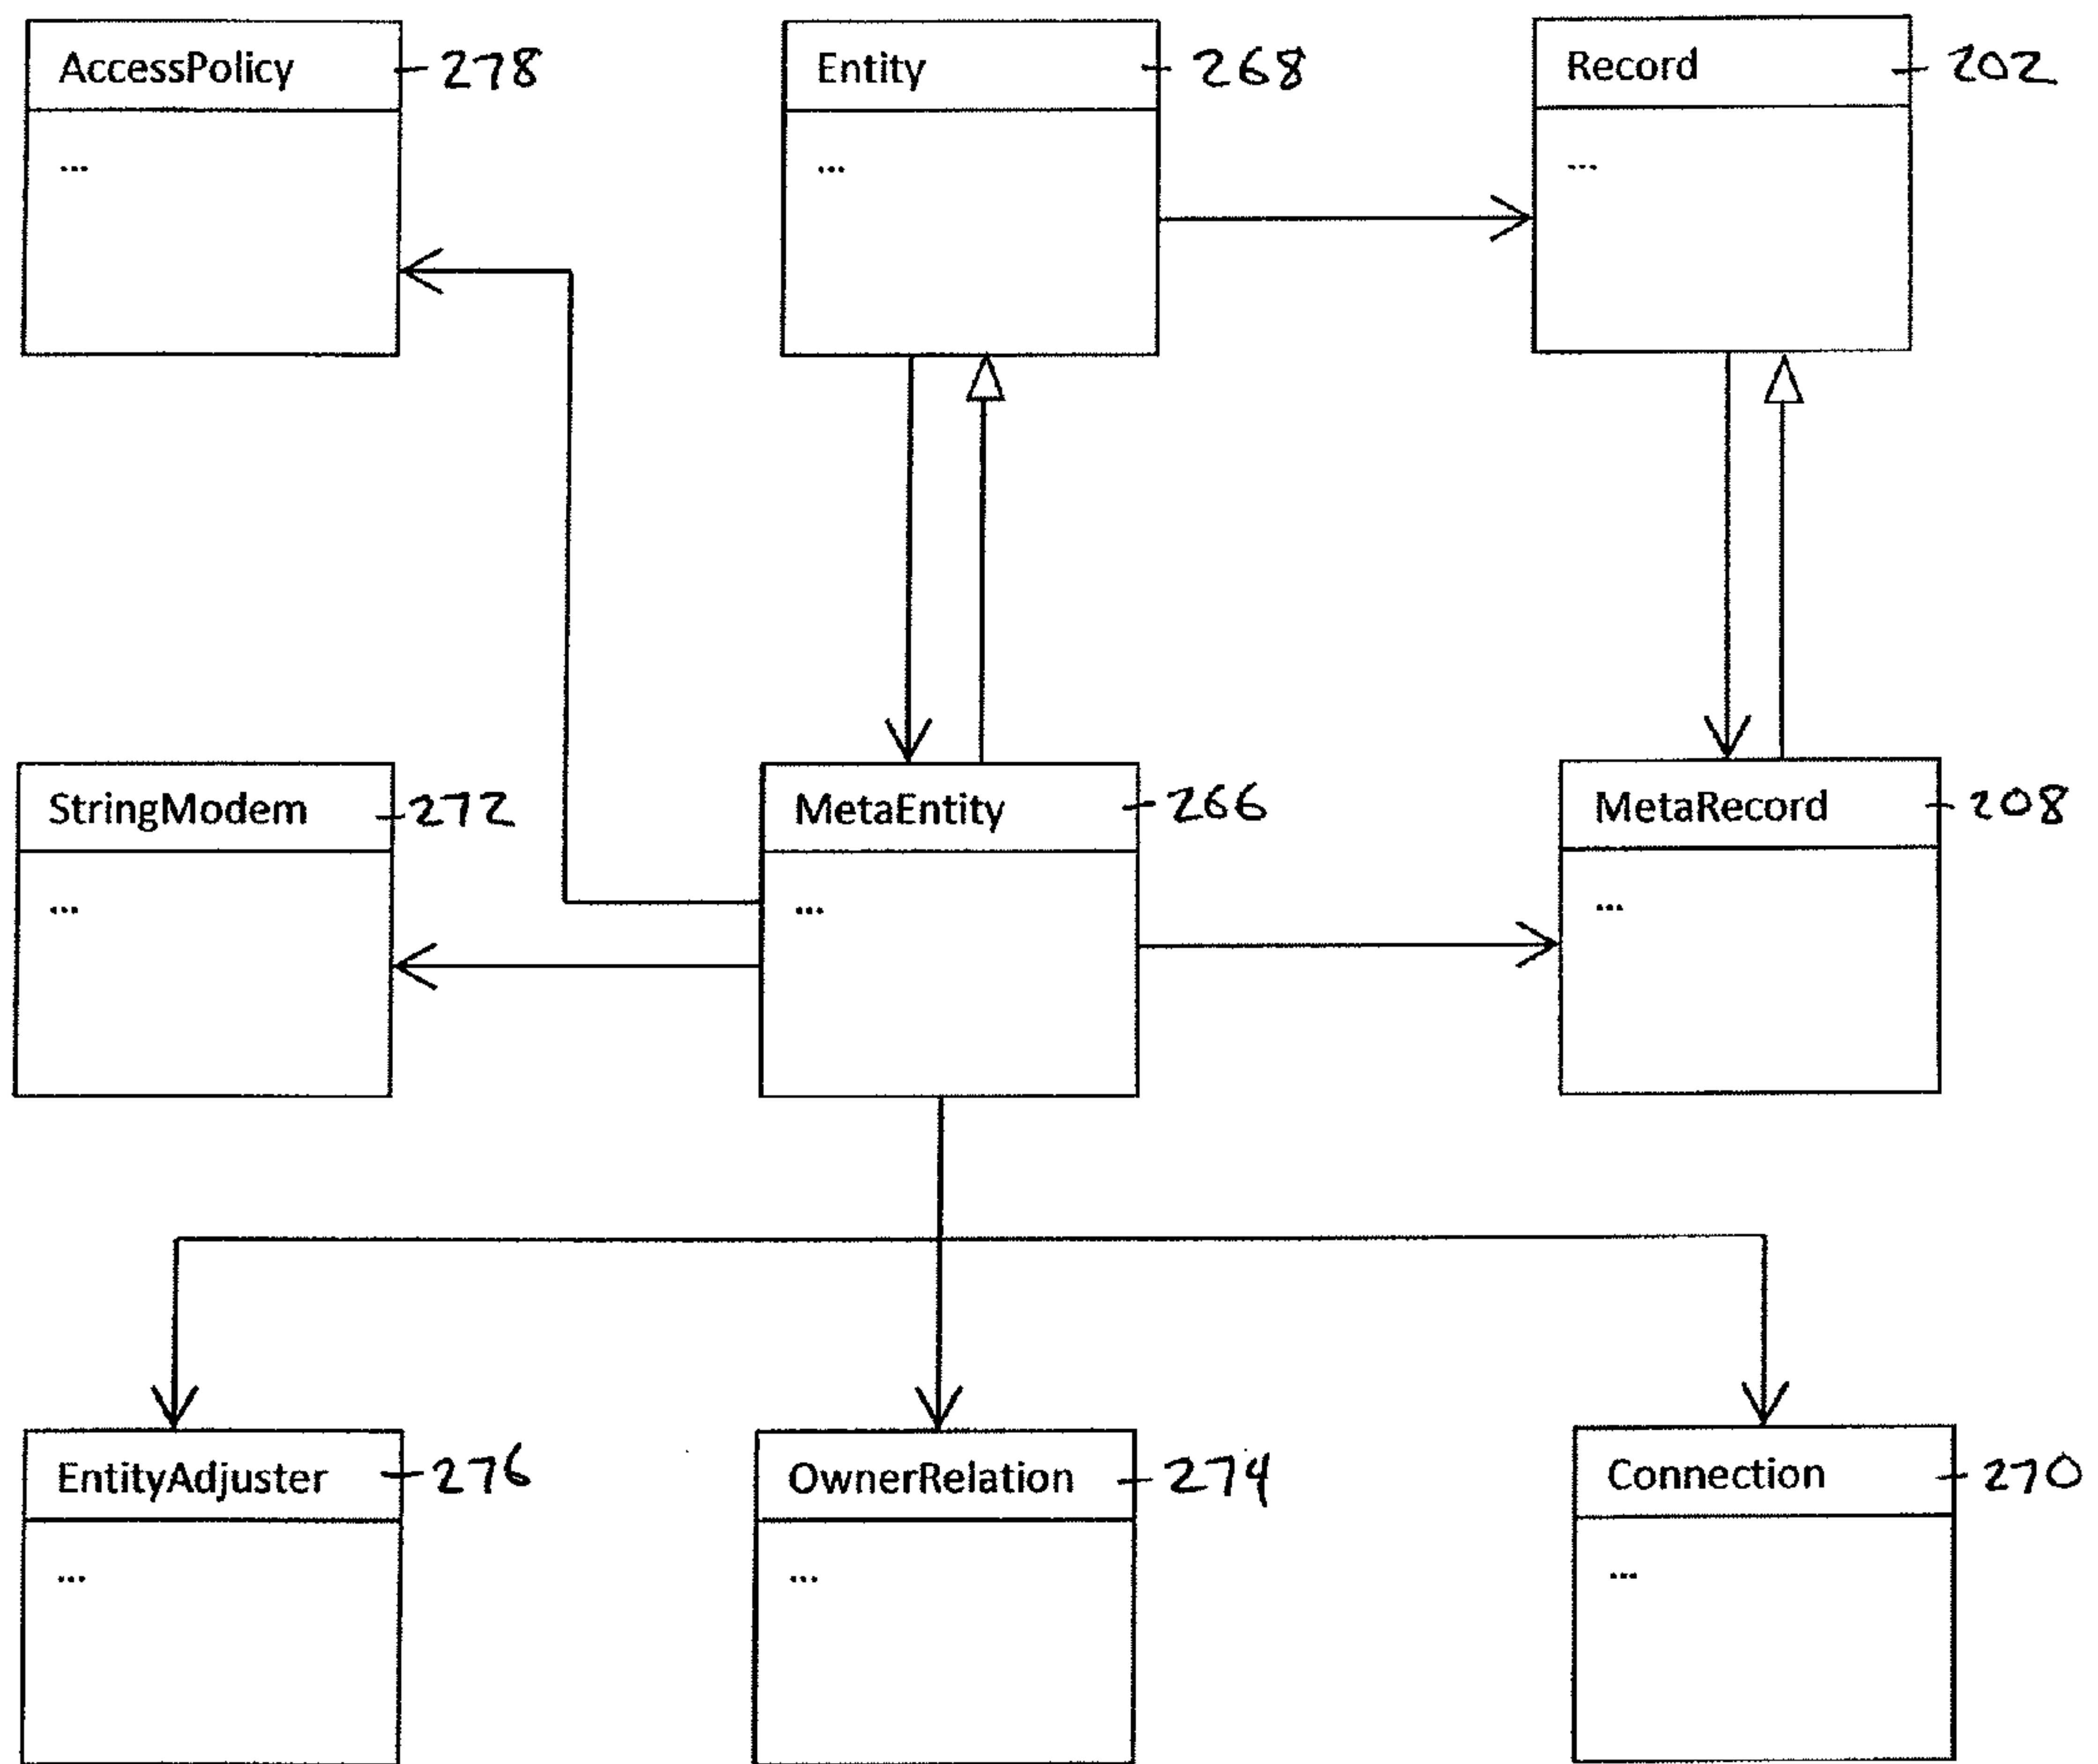 AccessPolicy 278 Entity 268 Record 202
... ... ...
StringModem 272 MetaEntity 266 MetaRecord 208
... ... ...
EntityAdjuster 276 OwnerRelation 274 Connection 270
... ... ...